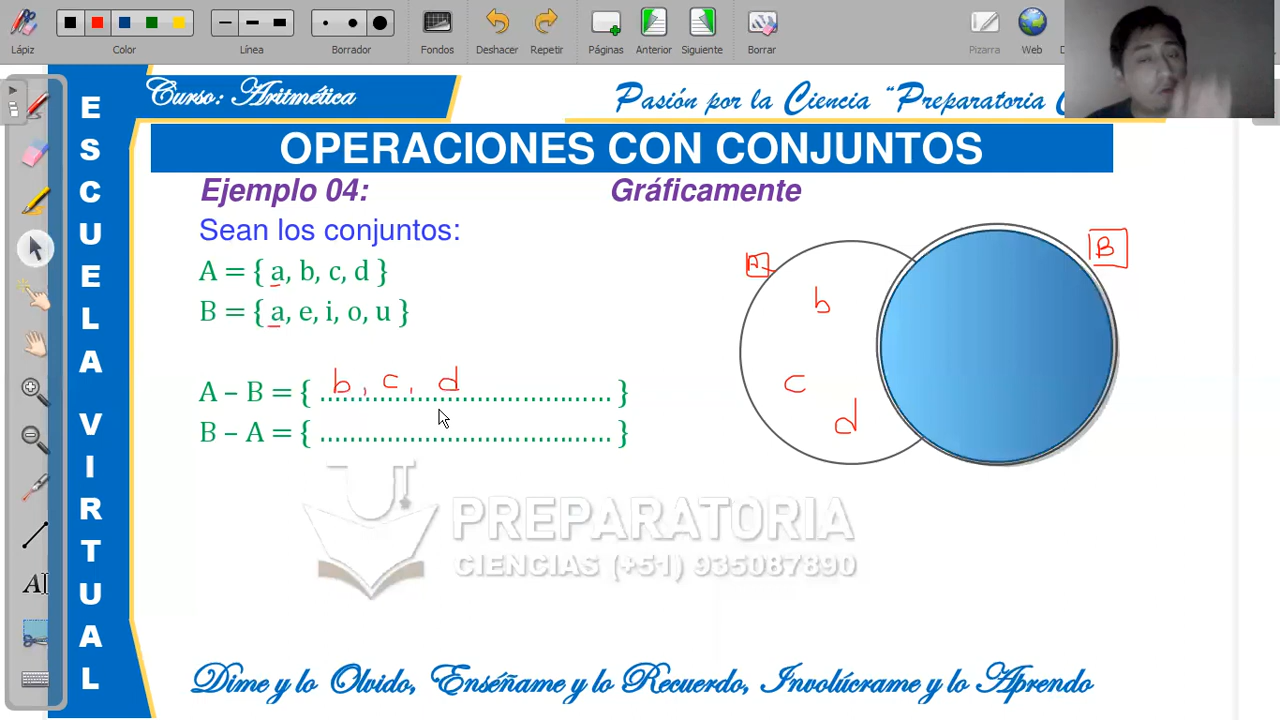 Lápiz
Color
Línea
Borrador
Fondos
Deshacer
Repetir
Páginas
Anterior
Siguiente
Borrar
Pizarra
Web
ESCUELA VIRTUAL
Curso: Aritmética
Pasión por la Ciencia "Preparatoria
OPERACIONES CON CONJUNTOS
Ejemplo 04:
Gráficamente
Sean los conjuntos:
A = { a, b, c, d }
B = { a, e, i, o, u }
A – B = { b, c, d }
B – A = { ....................................... }
A
B
b
c
d
PREPARATORIA
CIENCIAS (+51) 935087890
Dime y lo Olvido, Enséñame y lo Recuerdo, Involúcrame y lo Aprendo